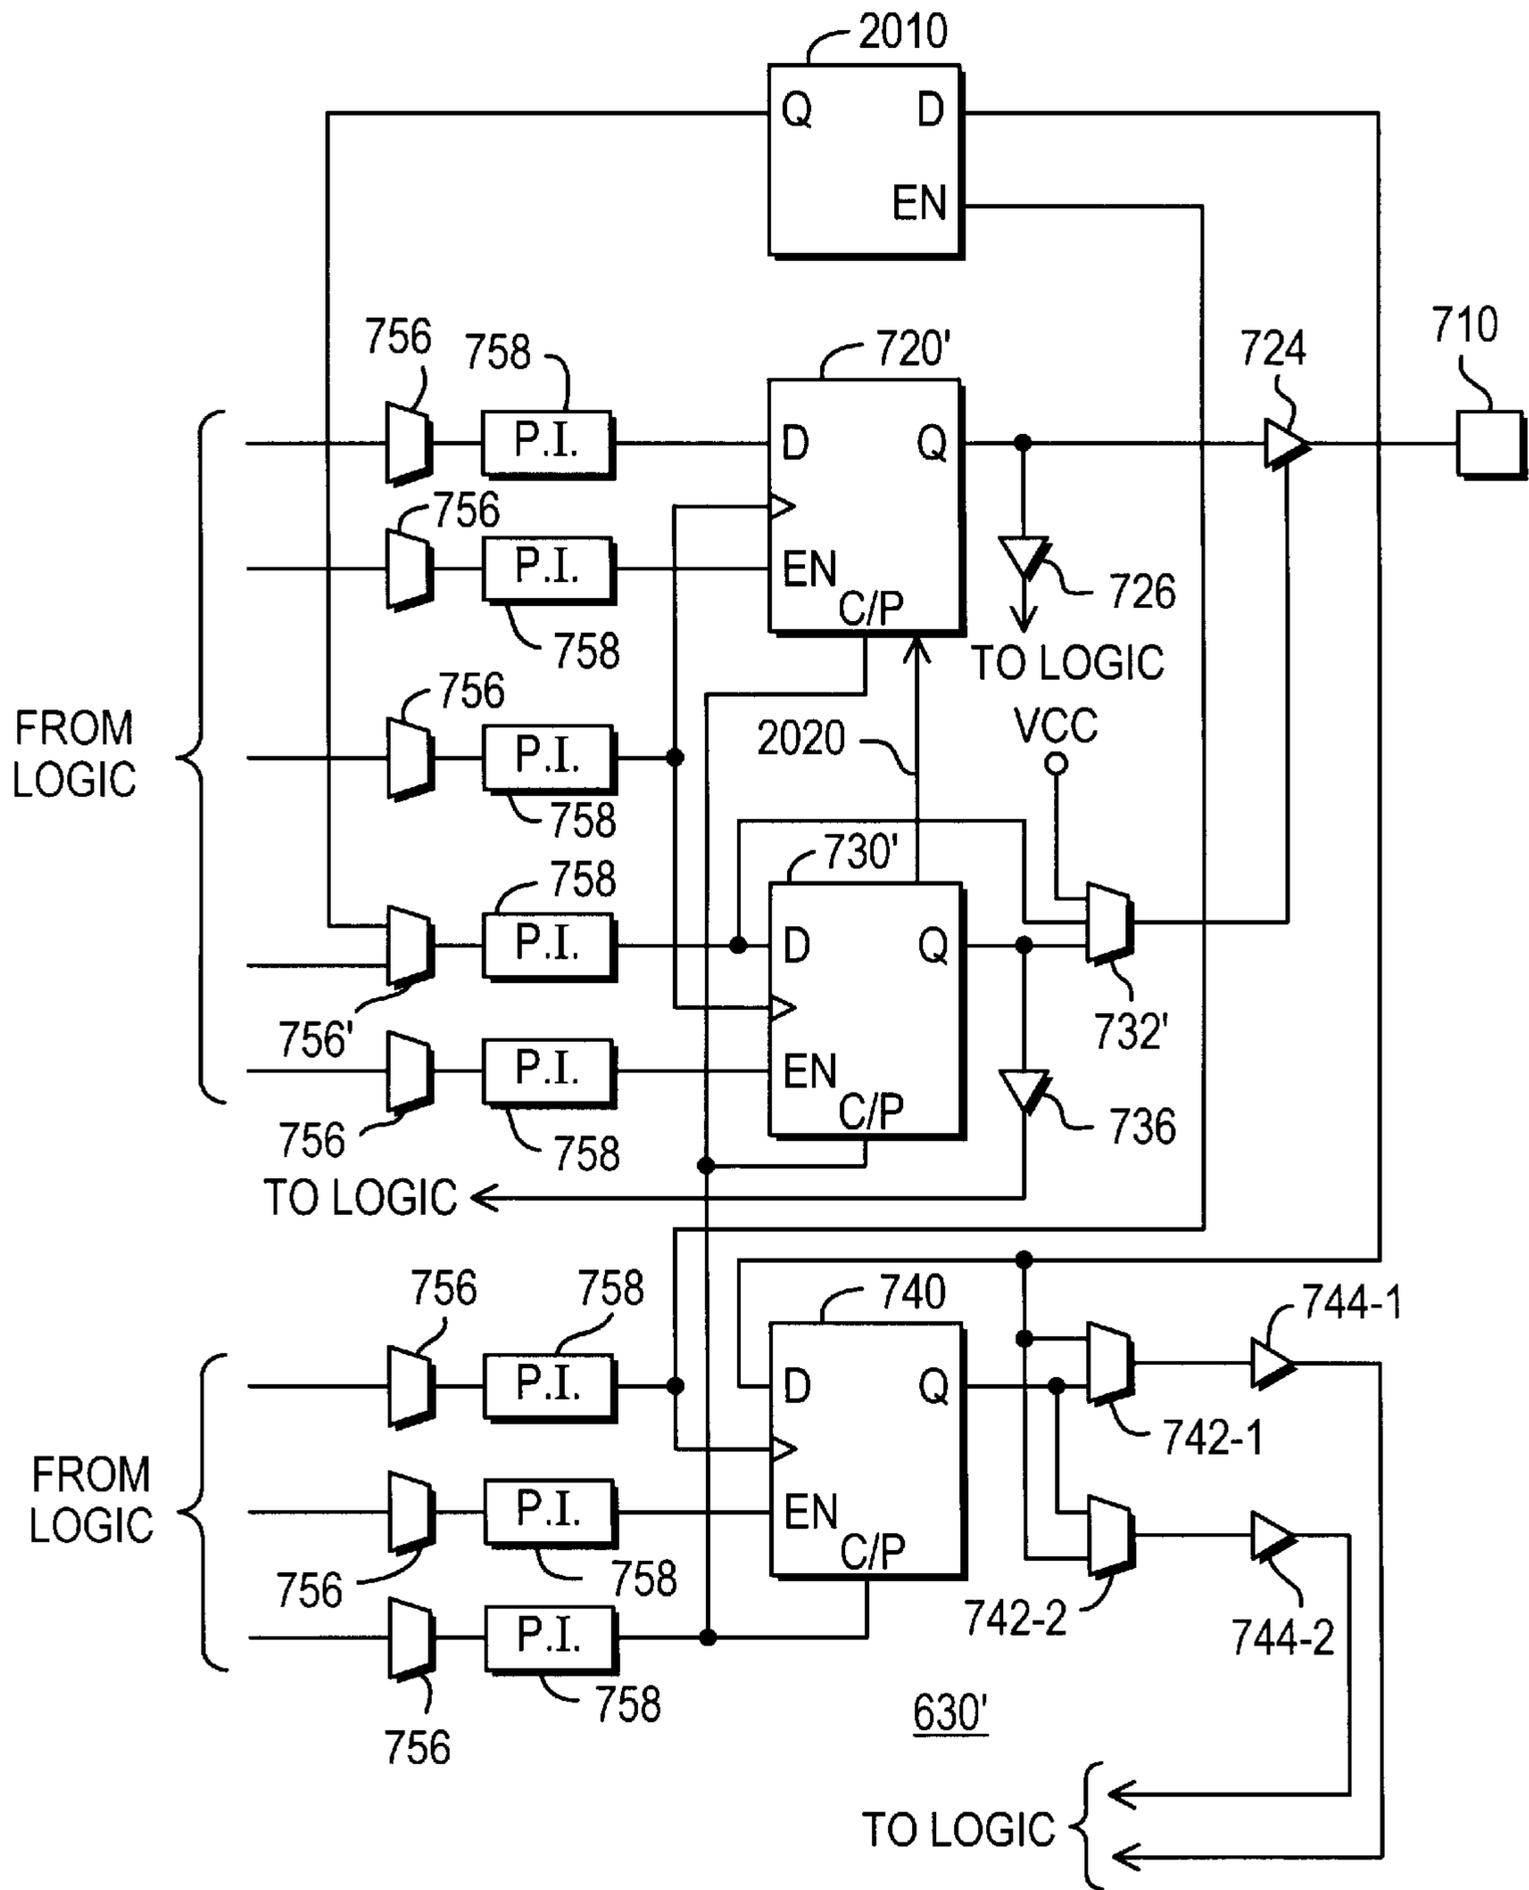 2010
Q D
EN
756
758
720'
724
710
P.I.
D Q
756
P.I.
EN
C/P
726
758
TO LOGIC
756
VCC
FROM
LOGIC
P.I.
2020
758
730'
758
P.I.
D Q
756'
732'
P.I.
EN
C/P
736
756
758
TO LOGIC
756
758
740
744-1
P.I.
D Q
742-1
FROM
LOGIC
P.I.
EN
C/P
756
758
742-2
744-2
P.I.
758
630'
756
TO LOGIC